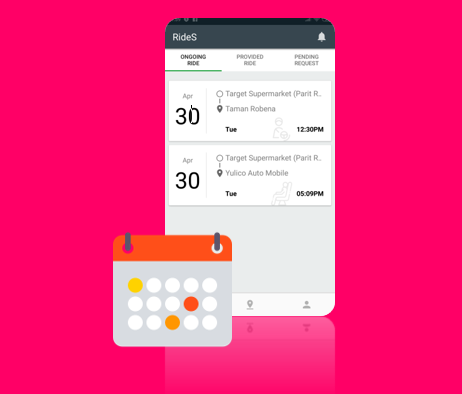 RideS
ONGOING RIDE
PROVIDED RIDE
PENDING REQUEST
Apr
30
Target Supermarket (Parit R..
Taman Robena
Tue
12:30PM
Apr
30
Target Supermarket (Parit R..
Yulico Auto Mobile
Tue
05:09PM